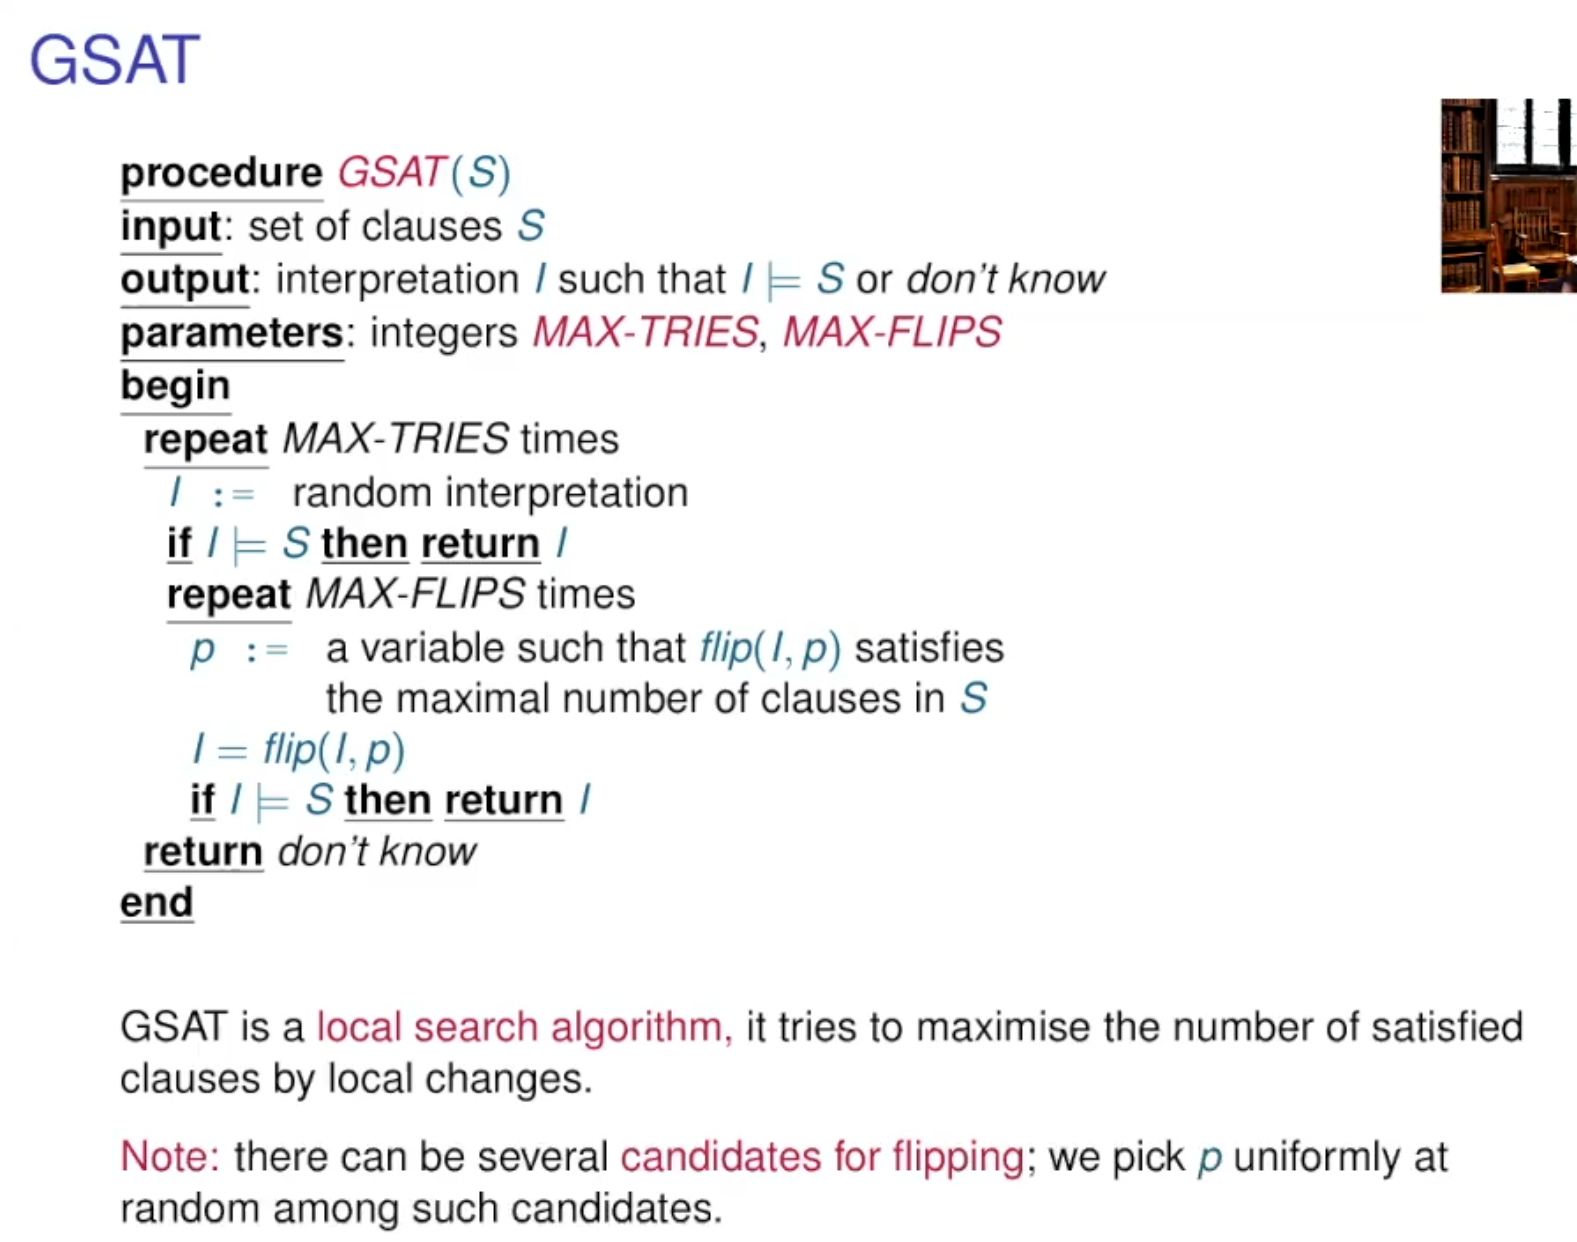 GSAT
procedure GSAT(S)
input: set of clauses S
output: interpretation I such that I ⊨ S or don't know
parameters: integers MAX-TRIES, MAX-FLIPS
begin
repeat MAX-TRIES times
I := random interpretation
if I ⊨ S then return I
repeat MAX-FLIPS times
p := a variable such that flip(I, p) satisfies
the maximal number of clauses in S
I = flip(I, p)
if I ⊨ S then return I
return don't know
end
GSAT is a local search algorithm, it tries to maximise the number of satisfied
clauses by local changes.
Note: there can be several candidates for flipping; we pick p uniformly at
random among such candidates.